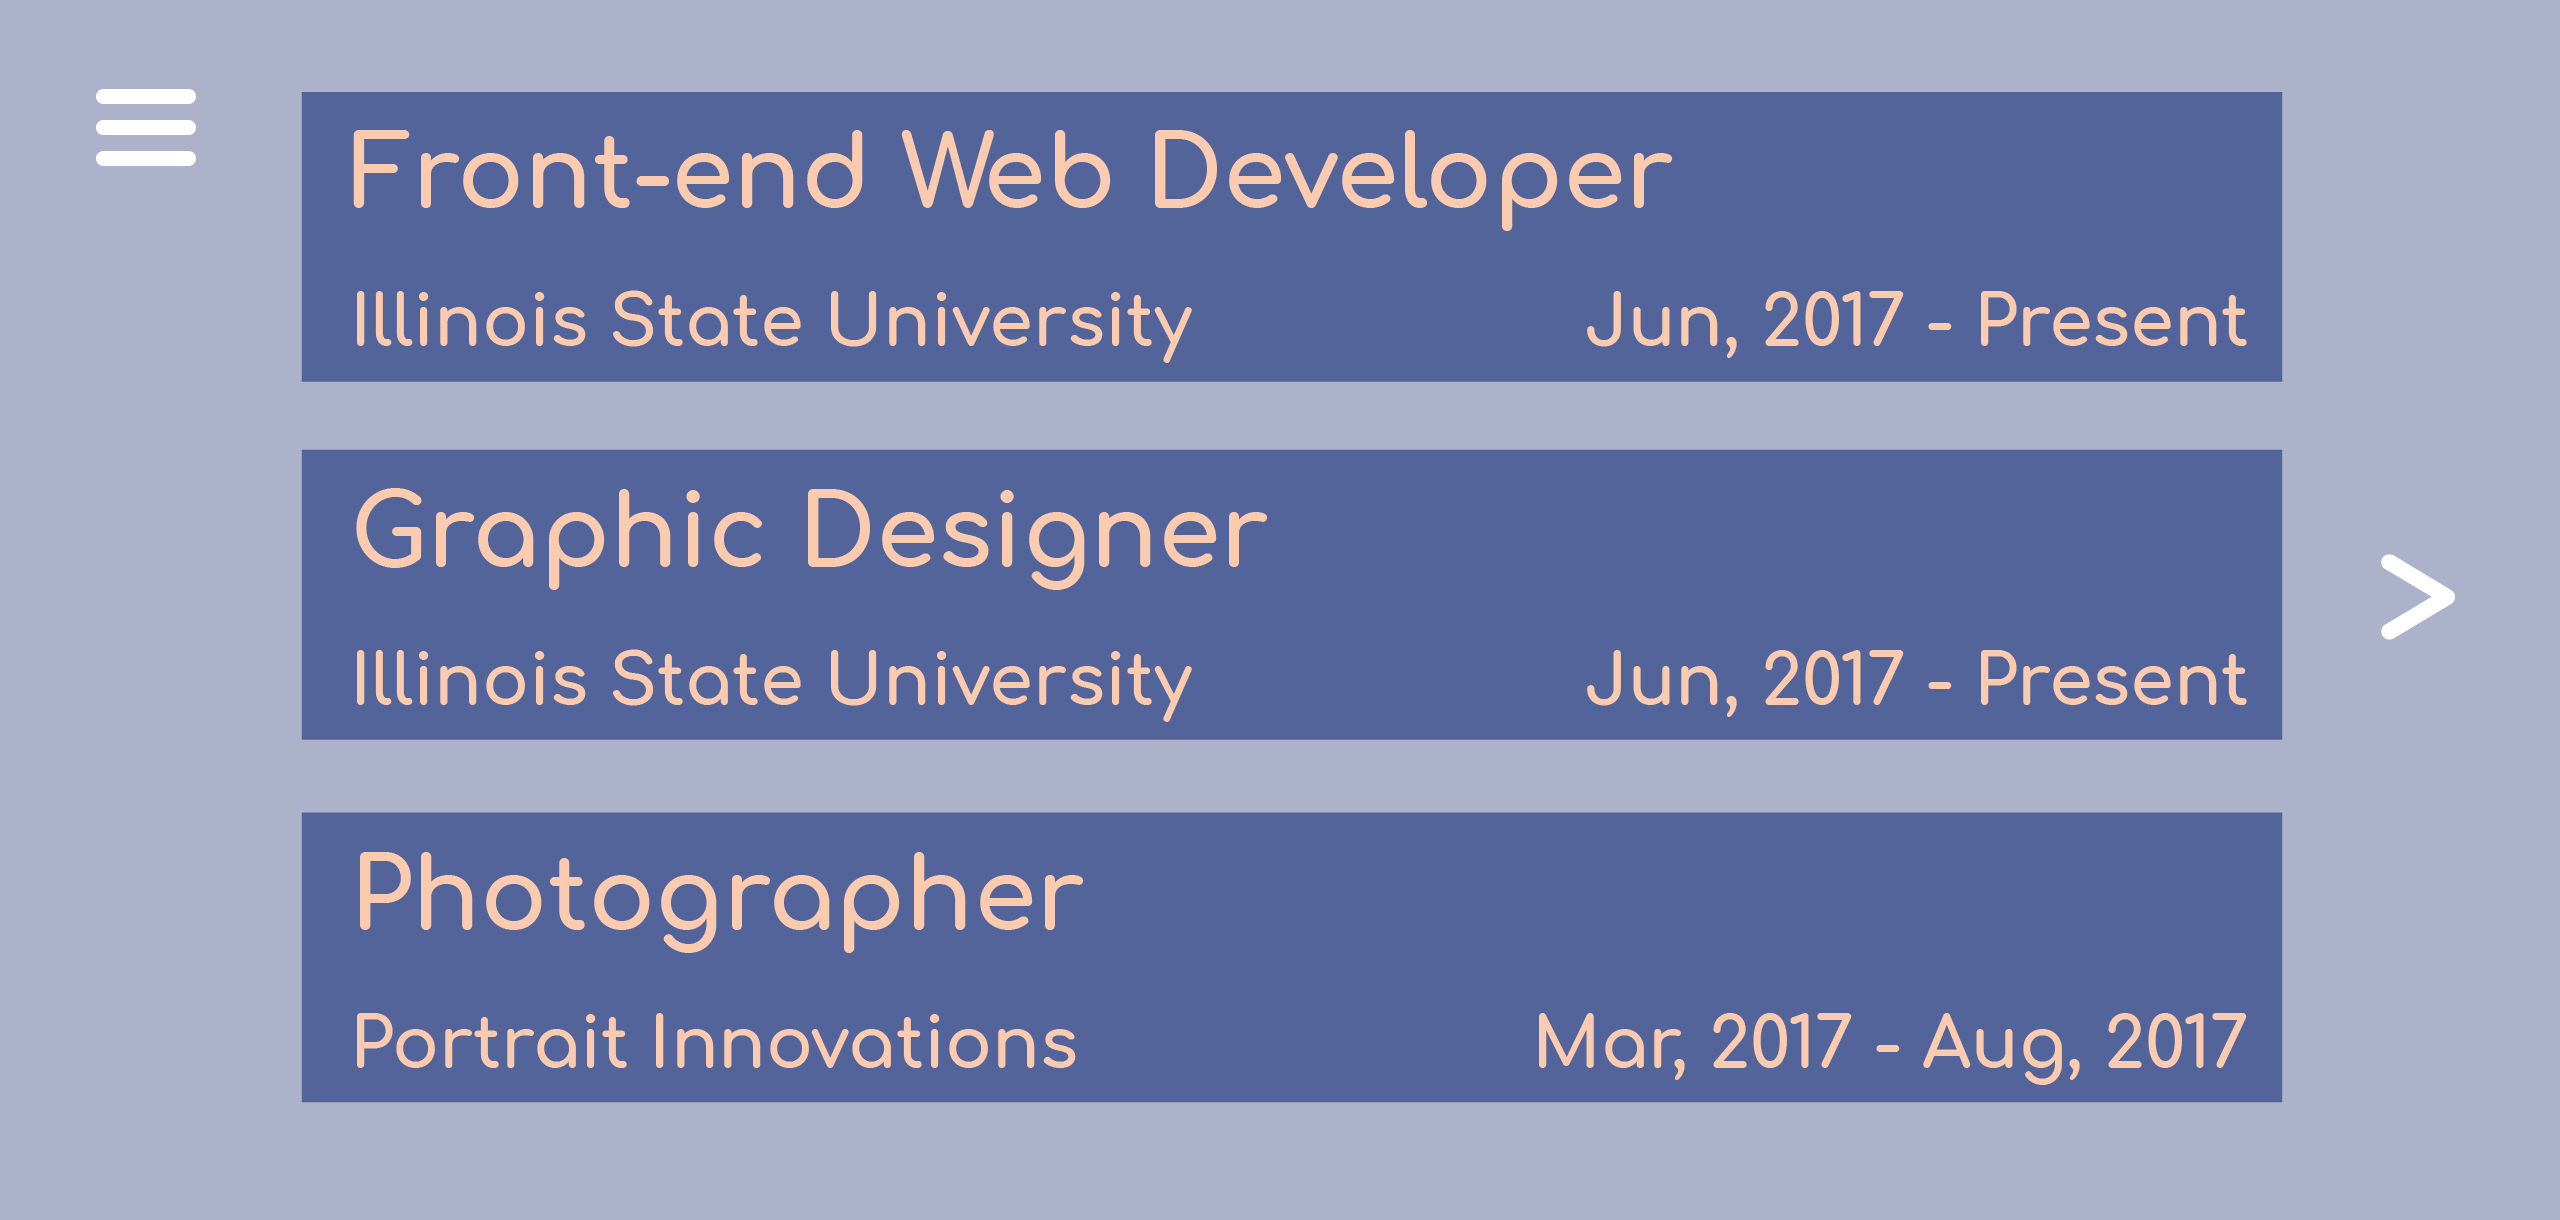 Front-end Web Developer
Illinois State University Jun, 2017 - Present
Graphic Designer
Illinois State University Jun, 2017 - Present
Photographer
Portrait Innovations Mar, 2017 - Aug, 2017